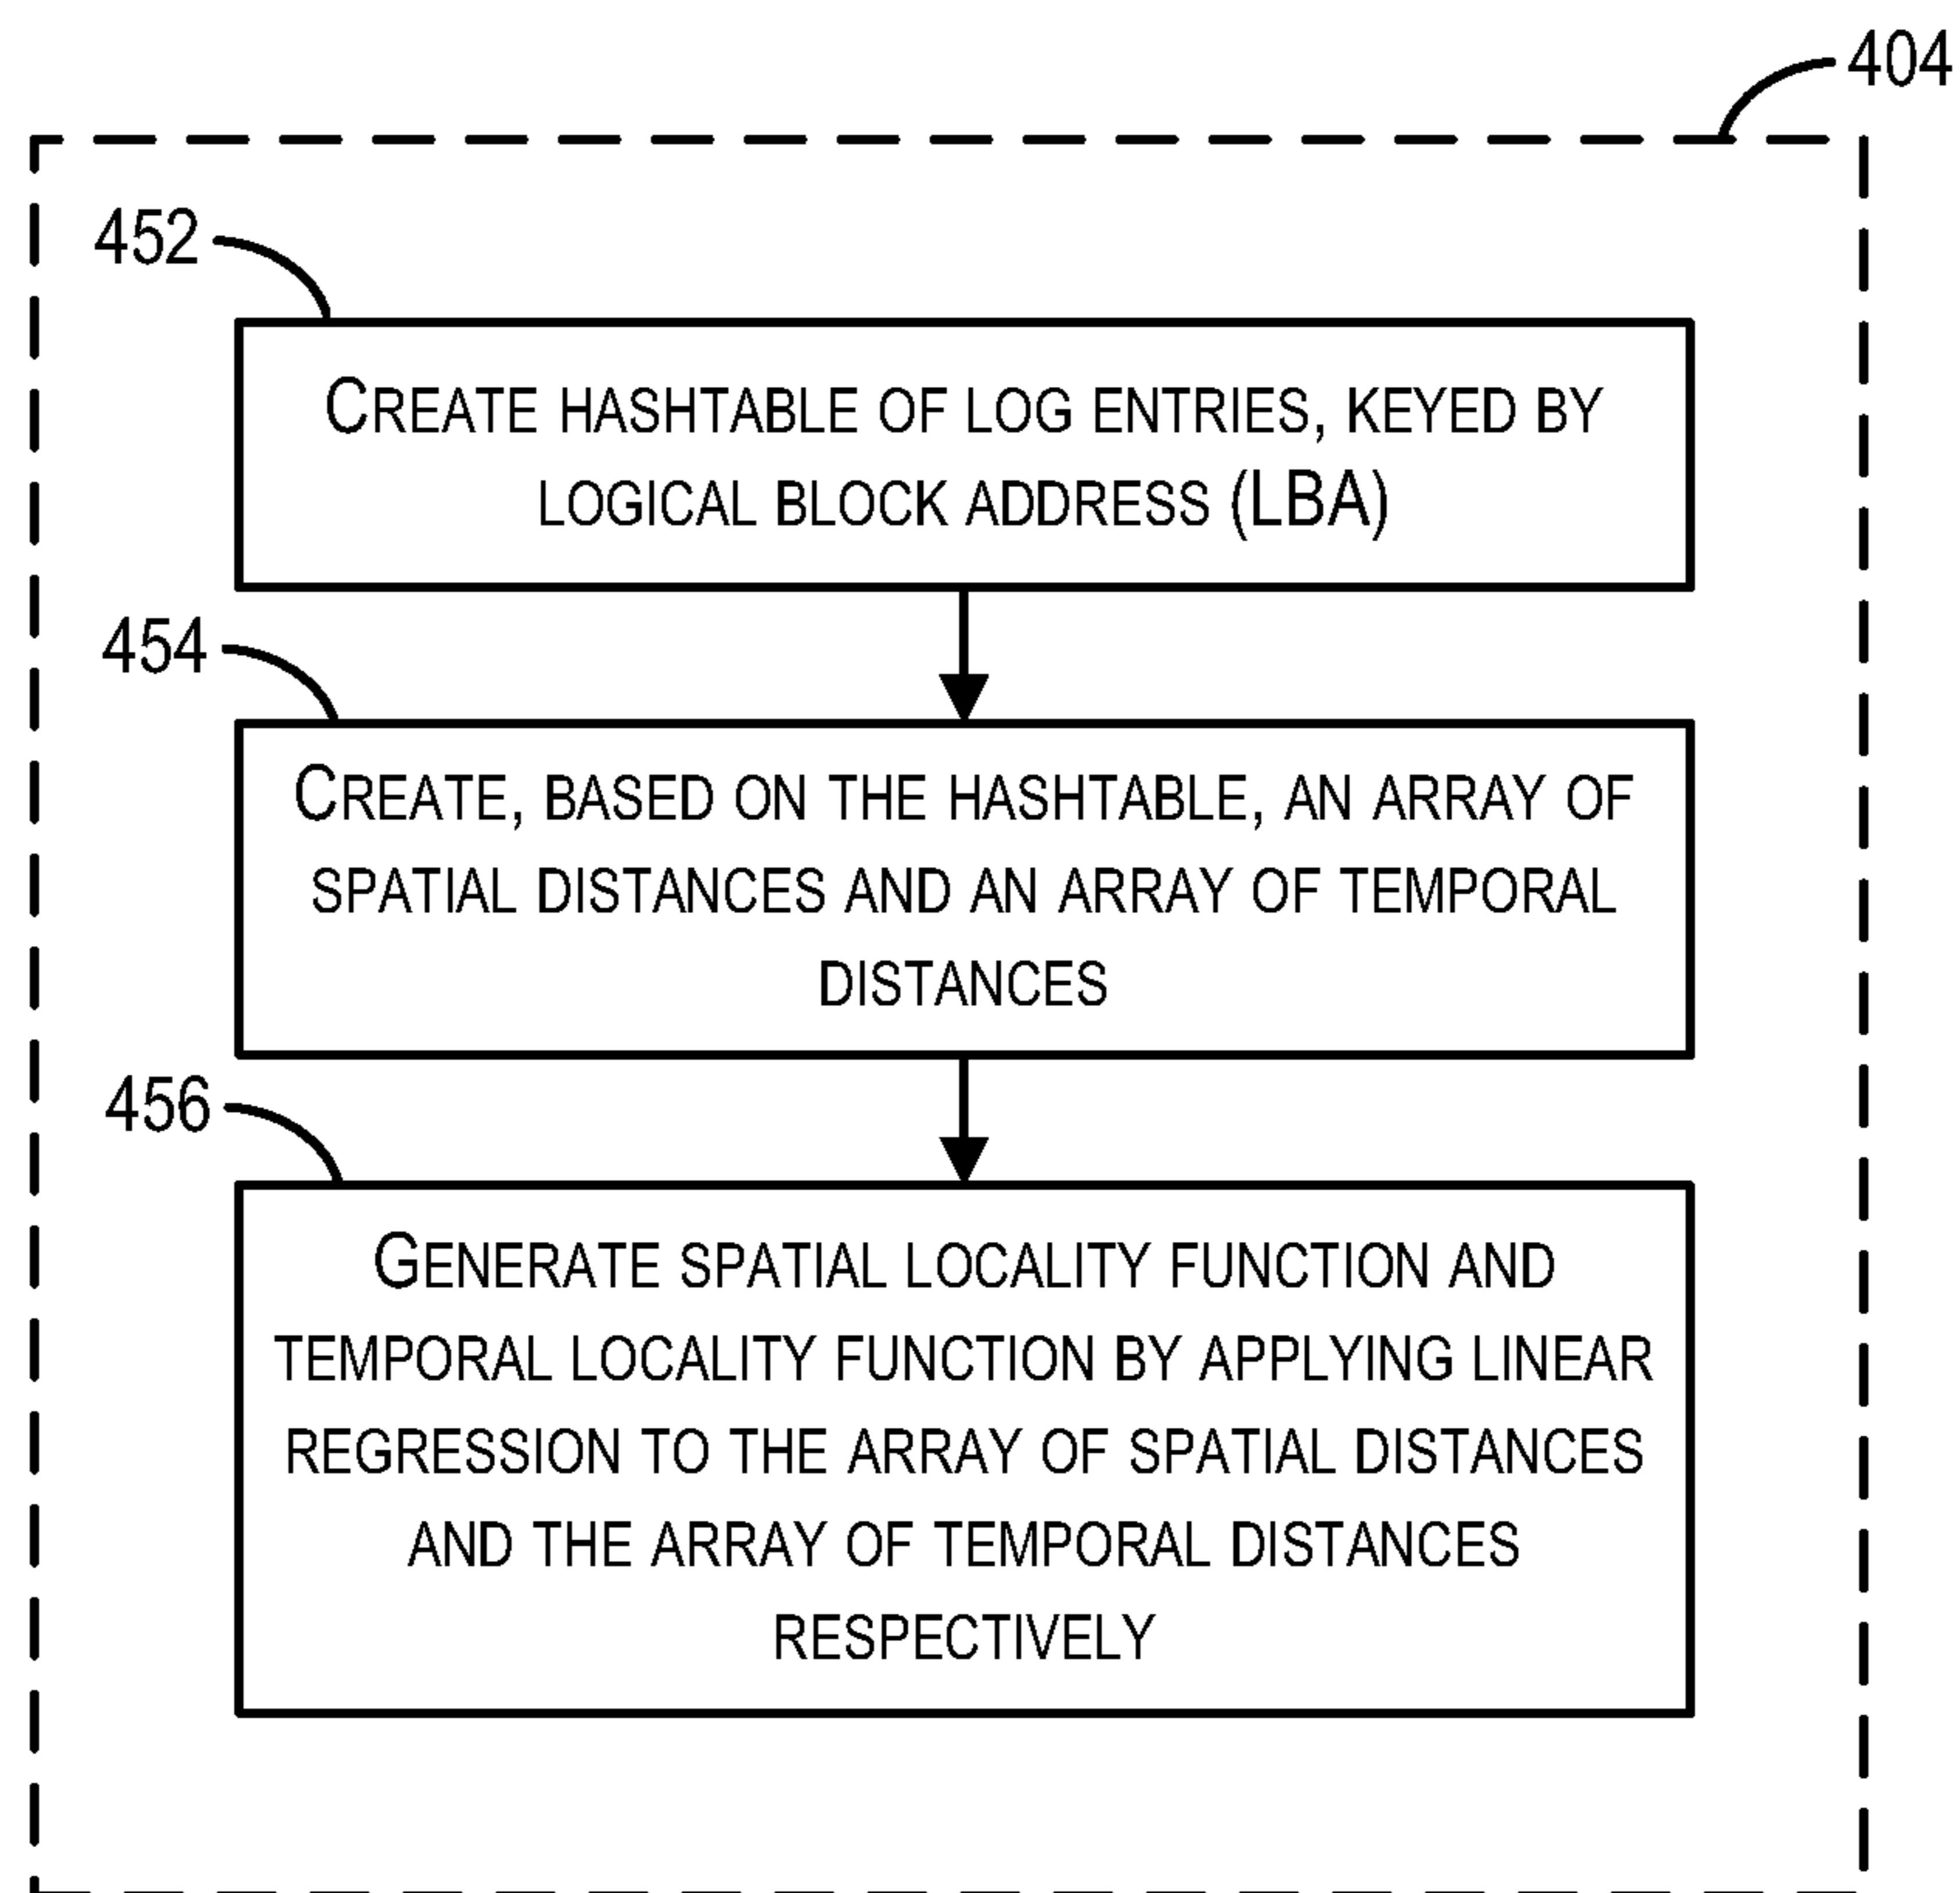 404
452
CREATE HASHTABLE OF LOG ENTRIES, KEYED BY
LOGICAL BLOCK ADDRESS (LBA)
454
CREATE, BASED ON THE HASHTABLE, AN ARRAY OF
SPATIAL DISTANCES AND AN ARRAY OF TEMPORAL
DISTANCES
456
GENERATE SPATIAL LOCALITY FUNCTION AND
TEMPORAL LOCALITY FUNCTION BY APPLYING LINEAR
REGRESSION TO THE ARRAY OF SPATIAL DISTANCES
AND THE ARRAY OF TEMPORAL DISTANCES
RESPECTIVELY